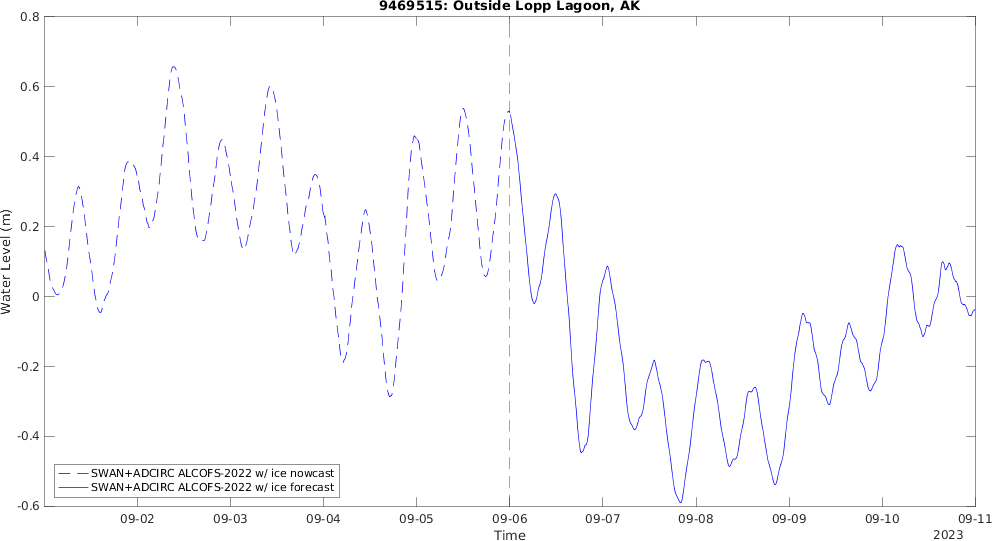 9469515: Outside Lopp Lagoon, AK
0.8
0.6
0.4
0.2
0
-0.2
-0.4
-0.6
Water Level (m)
SWAN+ADCIRC ALCOFS-2022 w/ ice nowcast
SWAN+ADCIRC ALCOFS-2022 w/ ice forecast
09-02 09-03 09-04 09-05 09-06 09-07 09-08 09-09 09-10 09-11
Time
2023